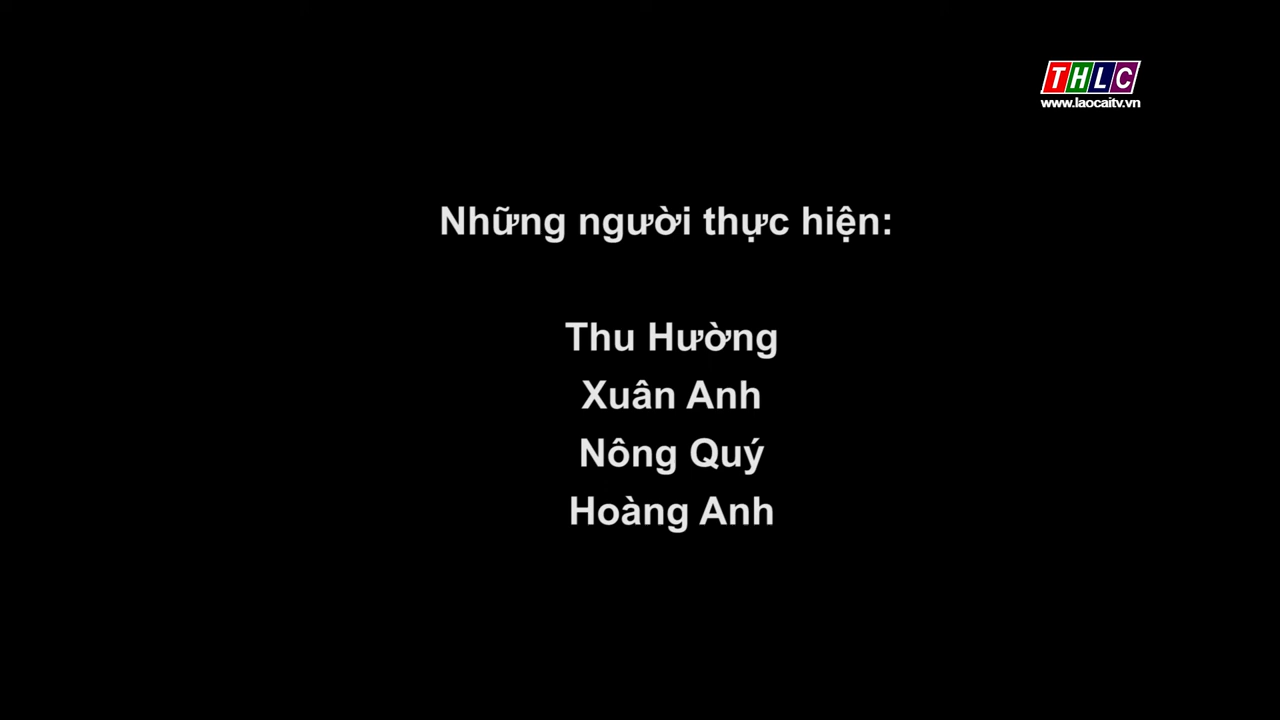 THLC
www.laocaitv.vn
Những người thực hiện:
Thu Hường
Xuân Anh
Nông Quý
Hoàng Anh